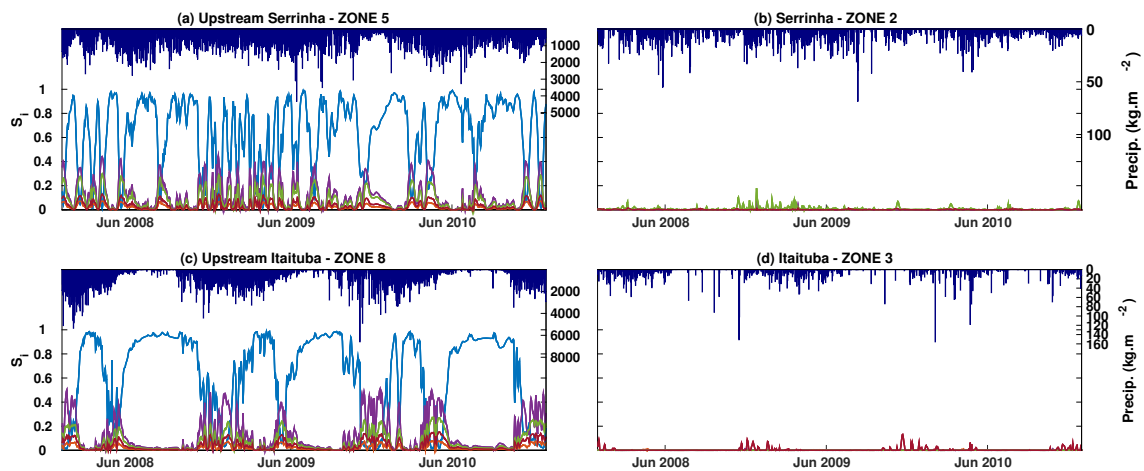 (a) Upstream Serrinha - ZONE 5
1000
2000
3000
4000
5000
1
0.8
0.6
0.4
0.2
0
S_i
Jun 2008
Jun 2009
Jun 2010
(b) Serrinha - ZONE 2
0
50
100
Precip. (kg.m^-2)
Jun 2008
Jun 2009
Jun 2010
(c) Upstream Itaituba - ZONE 8
2000
4000
6000
8000
1
0.8
0.6
0.4
0.2
0
S_i
Jun 2008
Jun 2009
Jun 2010
(d) Itaituba - ZONE 3
0
20
40
60
80
100
120
140
160
Precip. (kg.m^-2)
Jun 2008
Jun 2009
Jun 2010